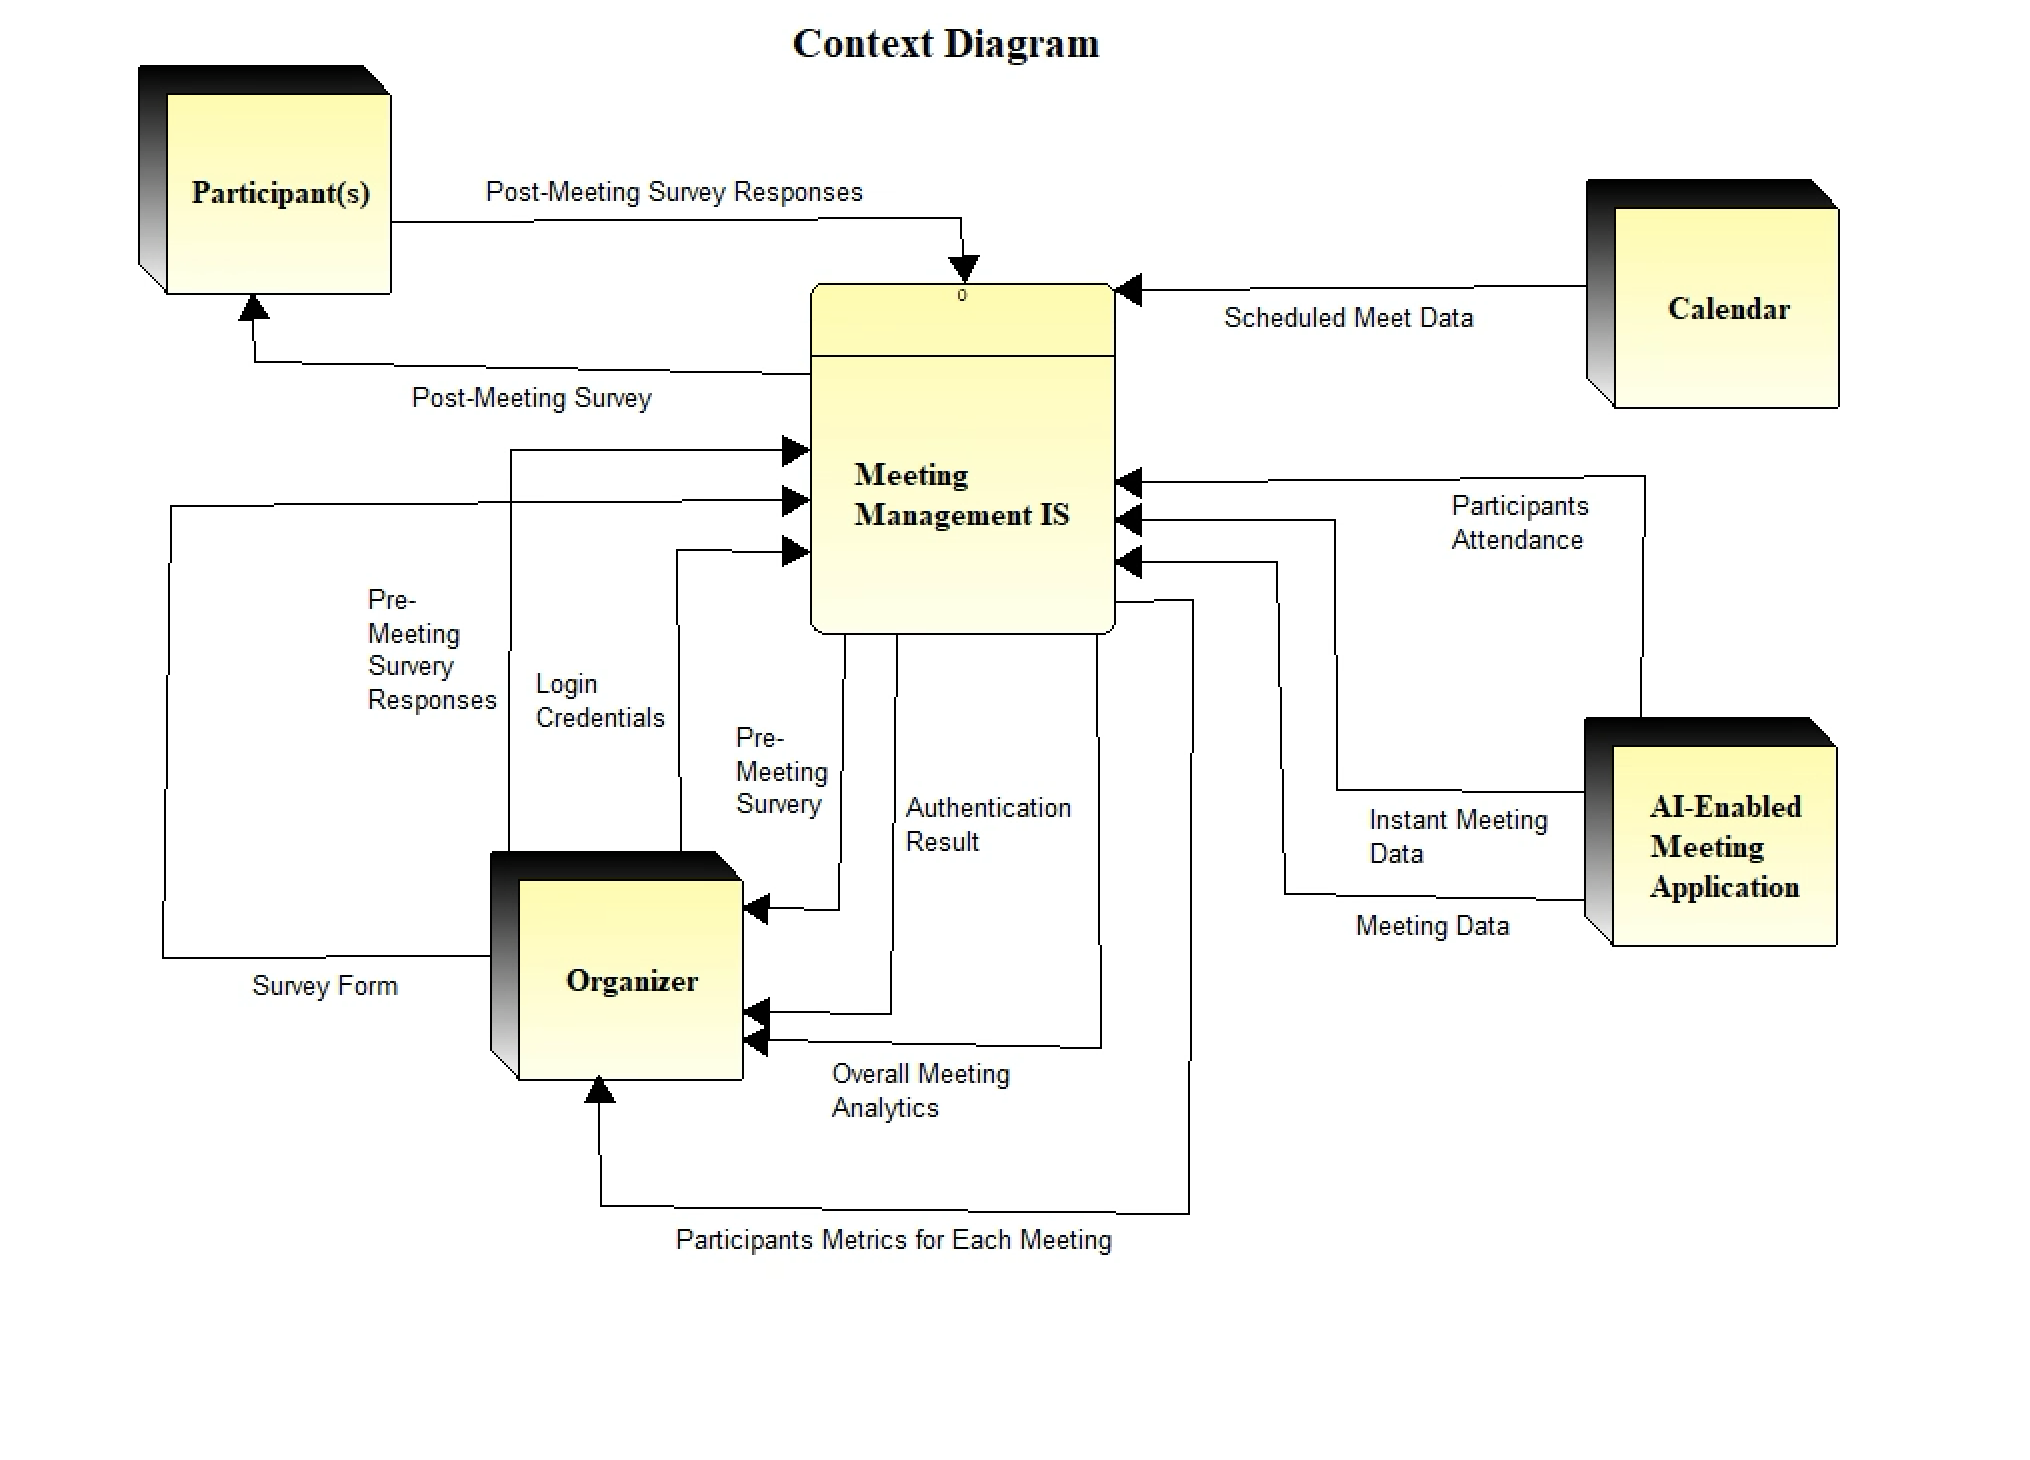 Context Diagram
Participant(s)
Post-Meeting Survey Responses
0
Calendar
Scheduled Meet Data
Post-Meeting Survey
Meeting
Management IS
Participants
Attendance
Pre-
Meeting
Survery
Responses
Login
Credentials
Pre-
Meeting
Survery
Authentication
Result
Instant Meeting
Data
AI-Enabled
Meeting
Application
Meeting Data
Organizer
Survey Form
Overall Meeting
Analytics
Participants Metrics for Each Meeting